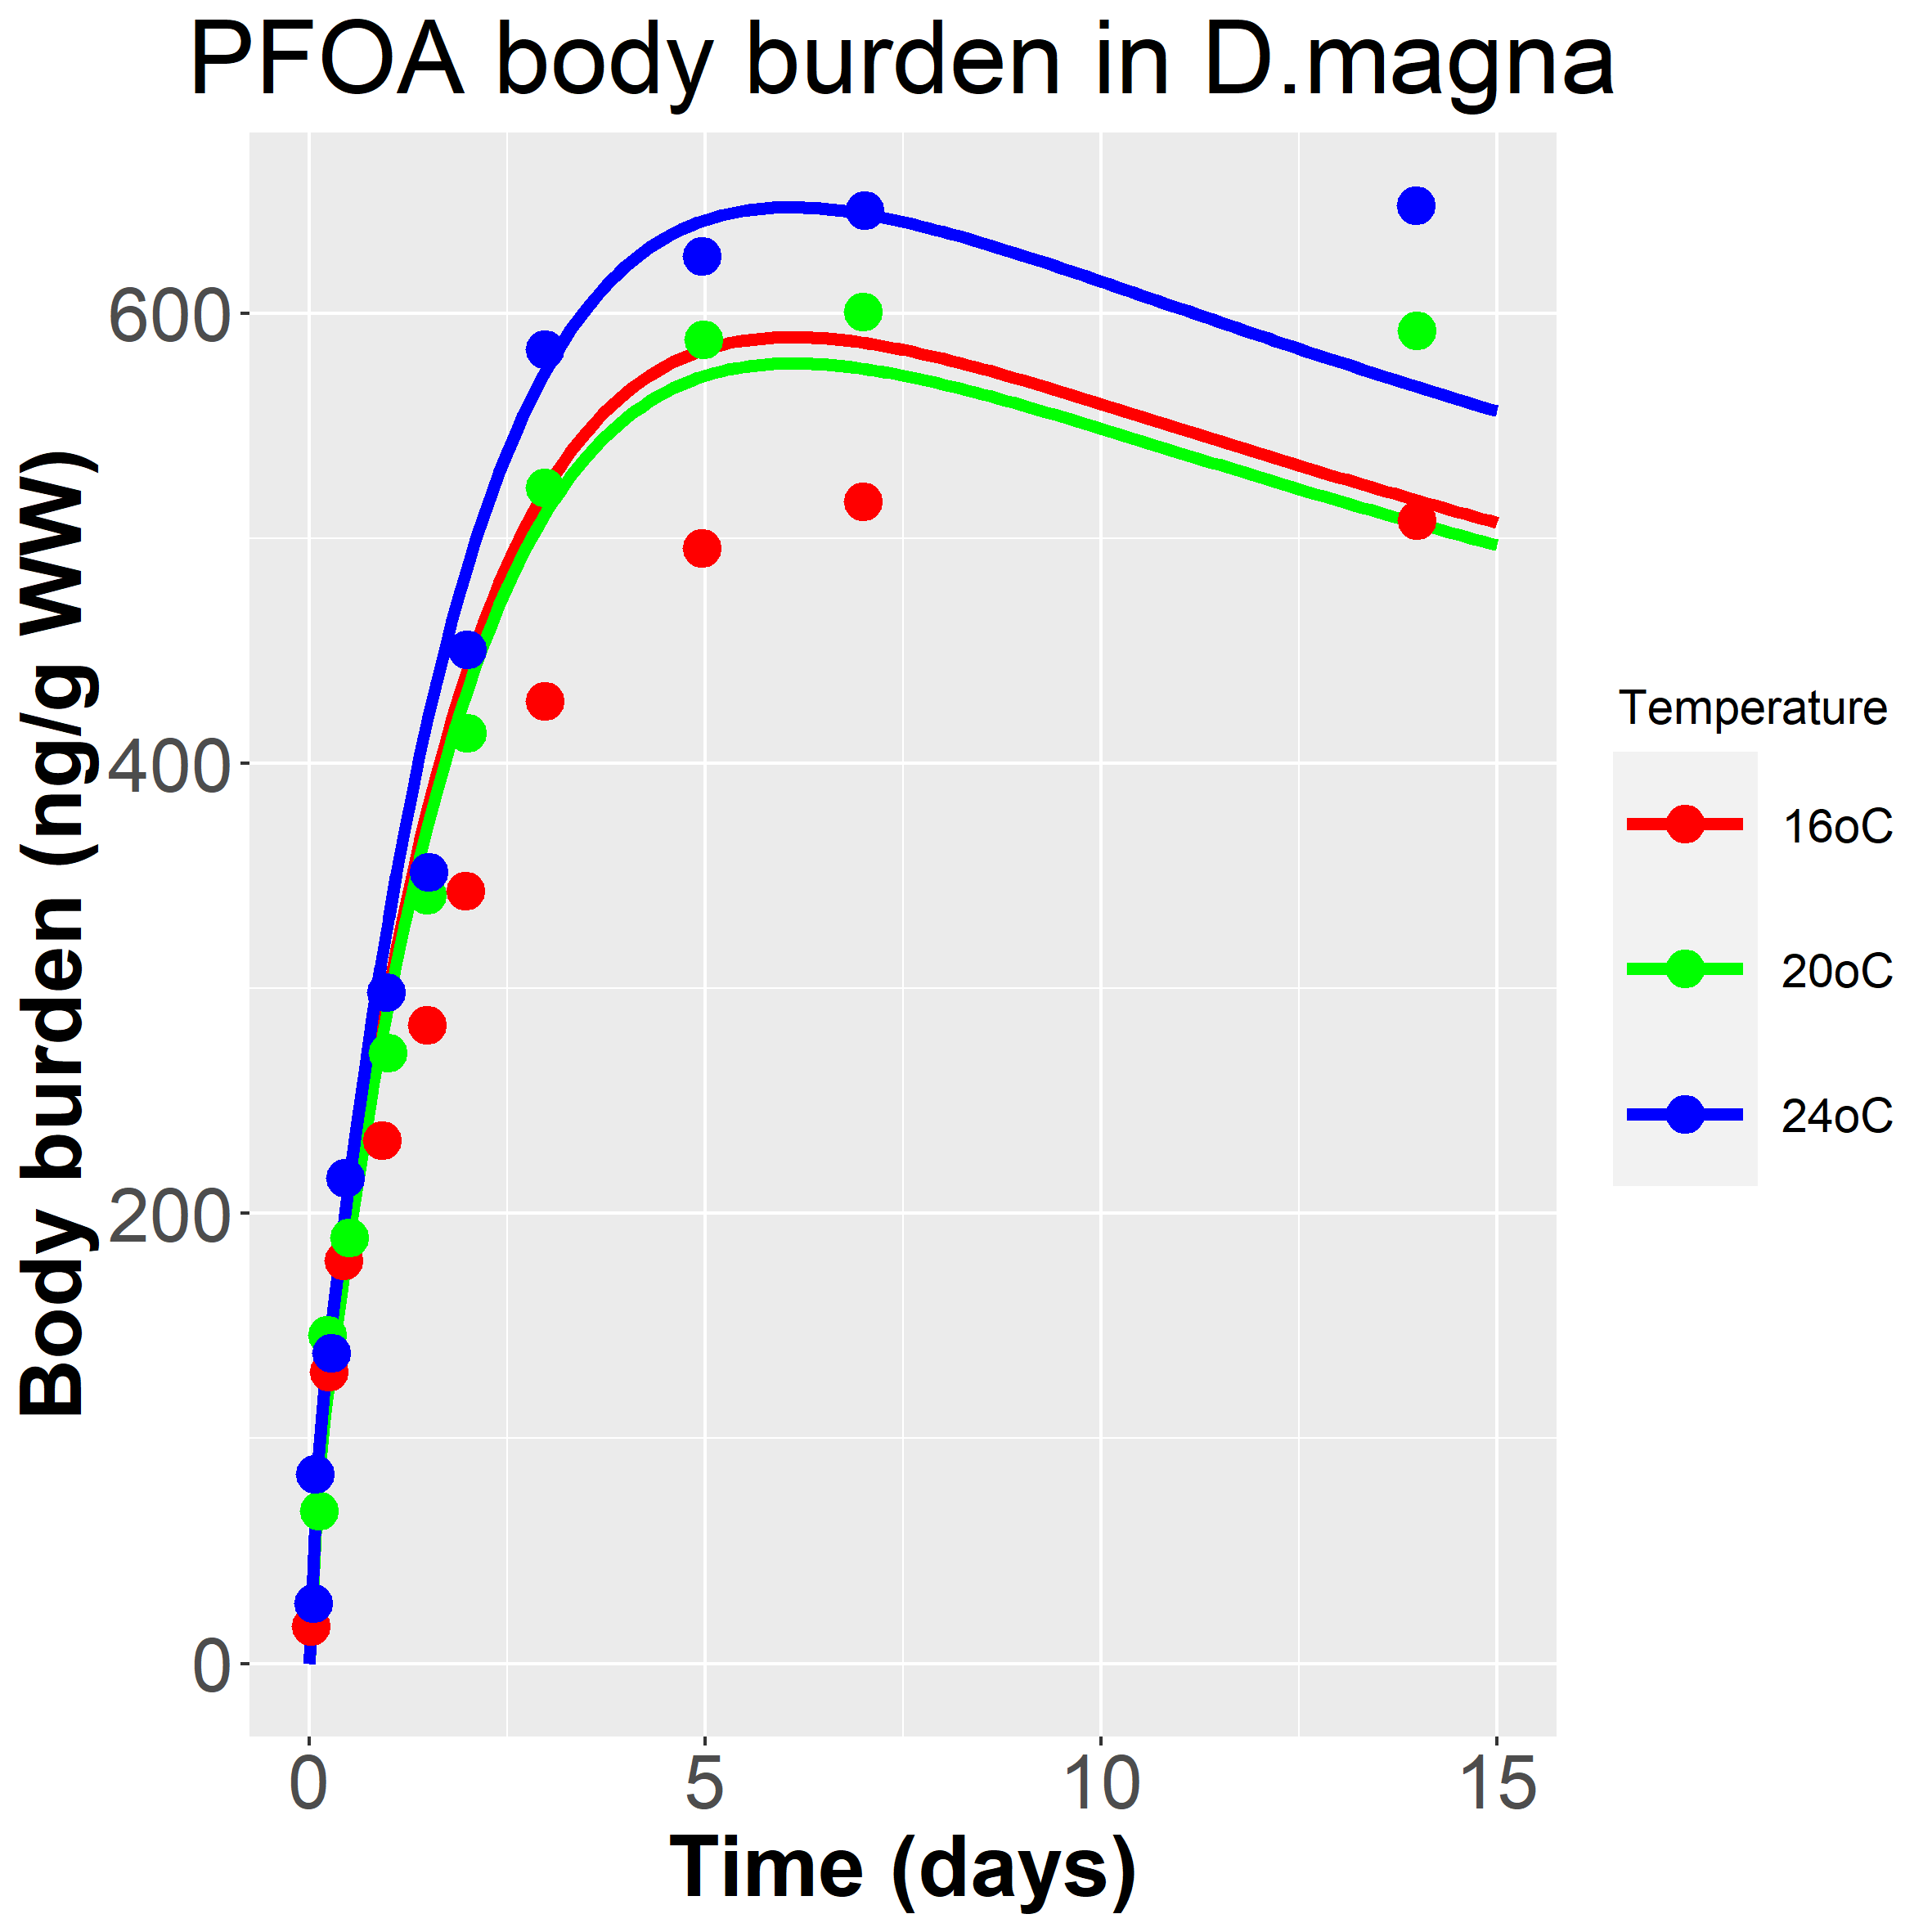 PFOA body burden in D.magna
Body burden (ng/g WW)
600
400
200
0
0 5 10 15
Time (days)
Temperature
16oC
20oC
24oC